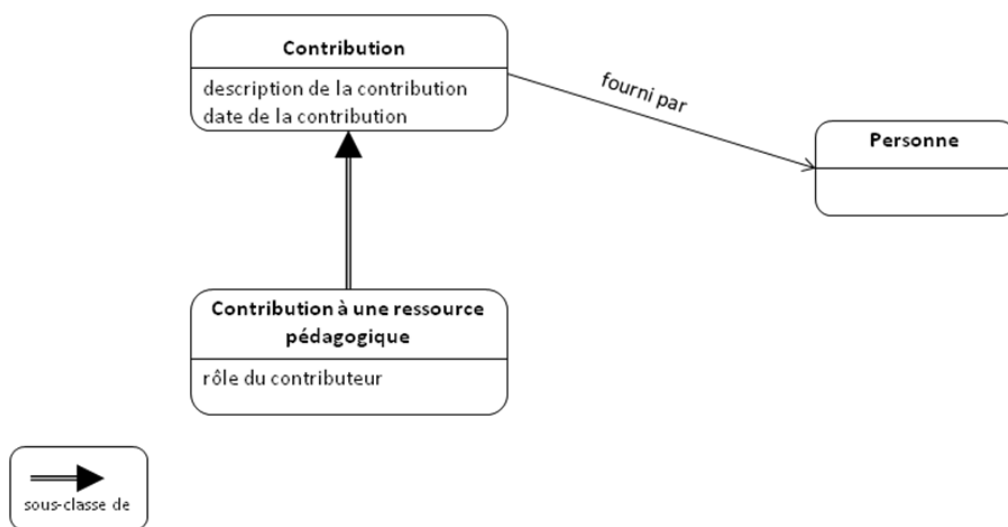 Contribution
description de la contribution
date de la contribution
fourni par
Personne
Contribution à une ressource
pédagogique
rôle du contributeur
sous-classe de